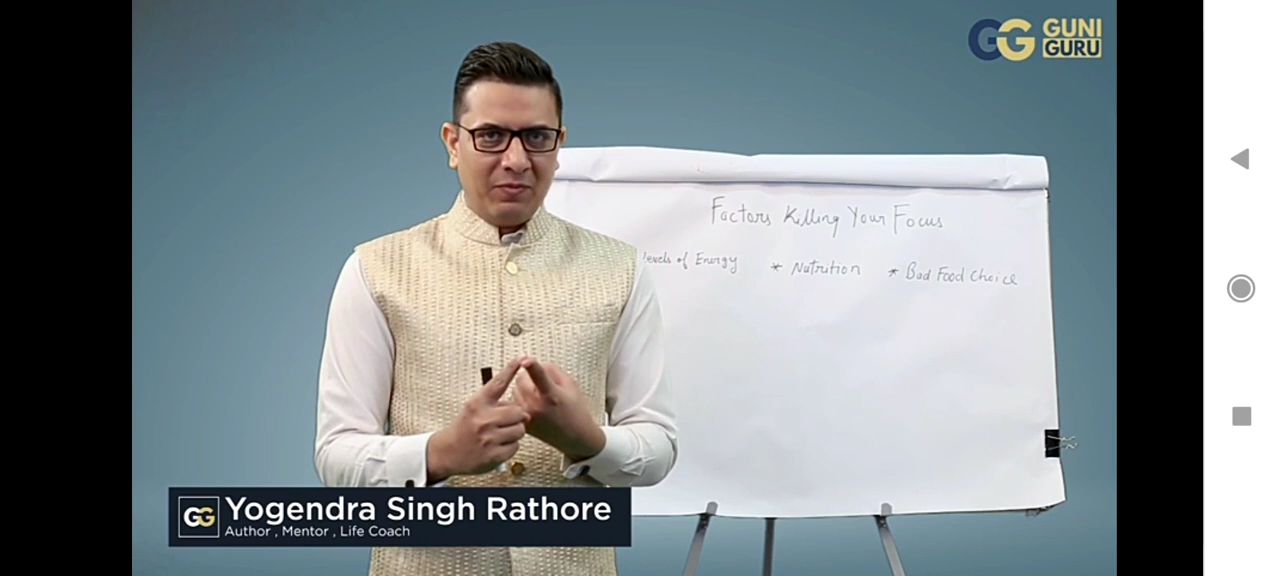 GG GUNI
GURU
Factors Killing Your Focus
levels of Energy * Nutrition * Bad Food Choice
GG Yogendra Singh Rathore
Author , Mentor , Life Coach